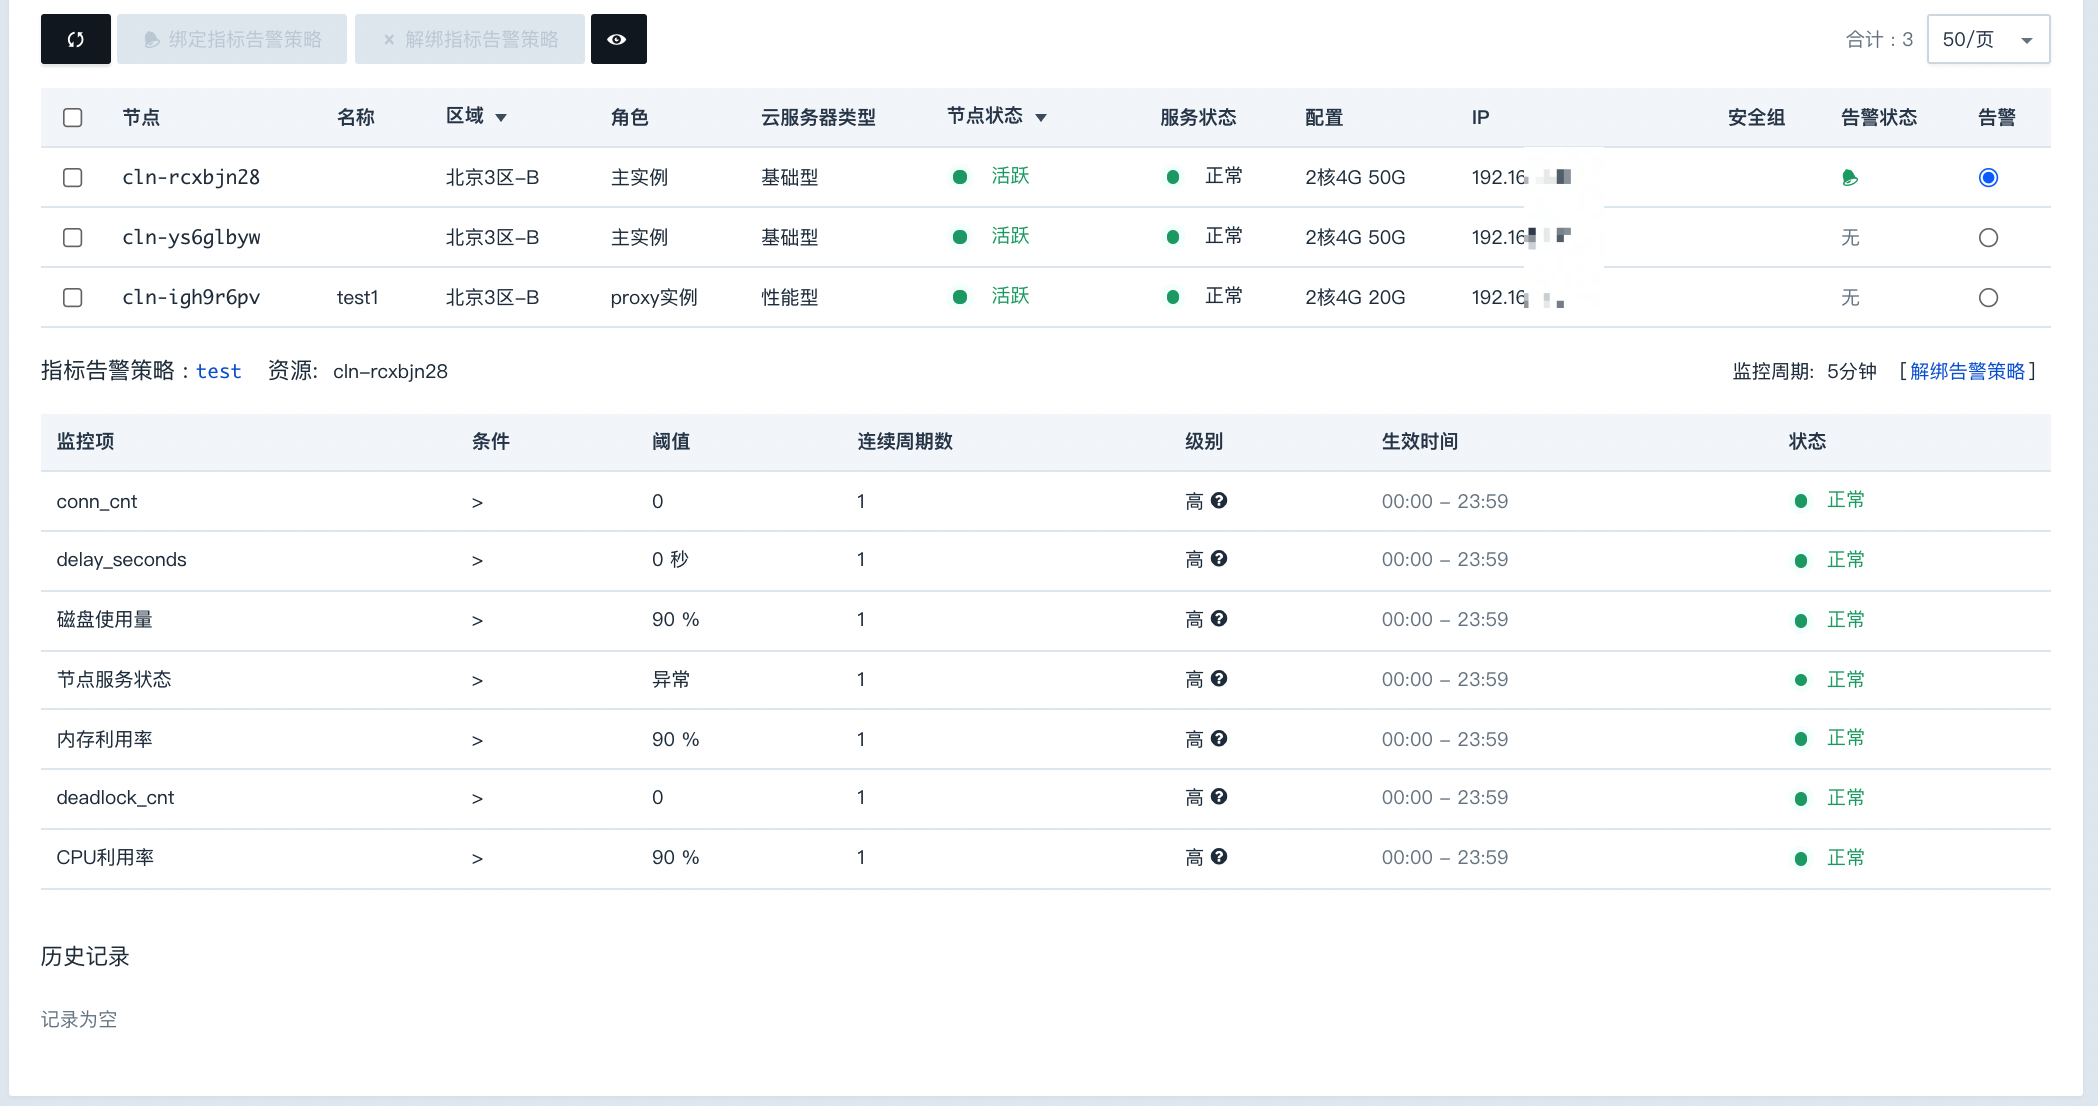 绑定指标告警策略 × 解绑指标告警策略 合计：3 50/页
节点 名称 区域 角色 云服务器类型 节点状态 服务状态 配置 IP 安全组 告警状态 告警
cln-rcxbjn28 北京3区-B 主实例 基础型 活跃 正常 2核4G 50G 192.16
cln-ys6glbyw 北京3区-B 主实例 基础型 活跃 正常 2核4G 50G 192.16 无
cln-igh9r6pv test1 北京3区-B proxy实例 性能型 活跃 正常 2核4G 20G 192.16 无
指标告警策略：test 资源: cln-rcxbjn28 监控周期: 5分钟 [解绑告警策略]
监控项 条件 阈值 连续周期数 级别 生效时间 状态
conn_cnt > 0 1 高 00:00 - 23:59 正常
delay_seconds > 0 秒 1 高 00:00 - 23:59 正常
磁盘使用量 > 90 % 1 高 00:00 - 23:59 正常
节点服务状态 > 异常 1 高 00:00 - 23:59 正常
内存利用率 > 90 % 1 高 00:00 - 23:59 正常
deadlock_cnt > 0 1 高 00:00 - 23:59 正常
CPU利用率 > 90 % 1 高 00:00 - 23:59 正常
历史记录
记录为空